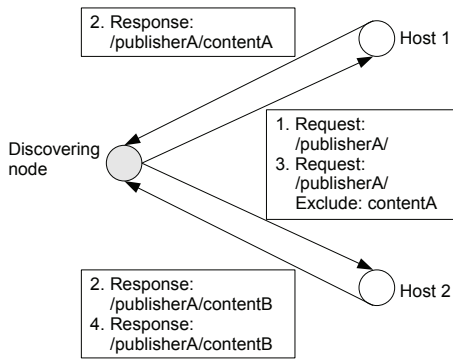 2. Response:
/publisherA/contentA
Host 1
1. Request:
/publisherA/
3. Request:
/publisherA/
Exclude: contentA
Discovering
node
2. Response:
/publisherA/contentB
4. Response:
/publisherA/contentB
Host 2